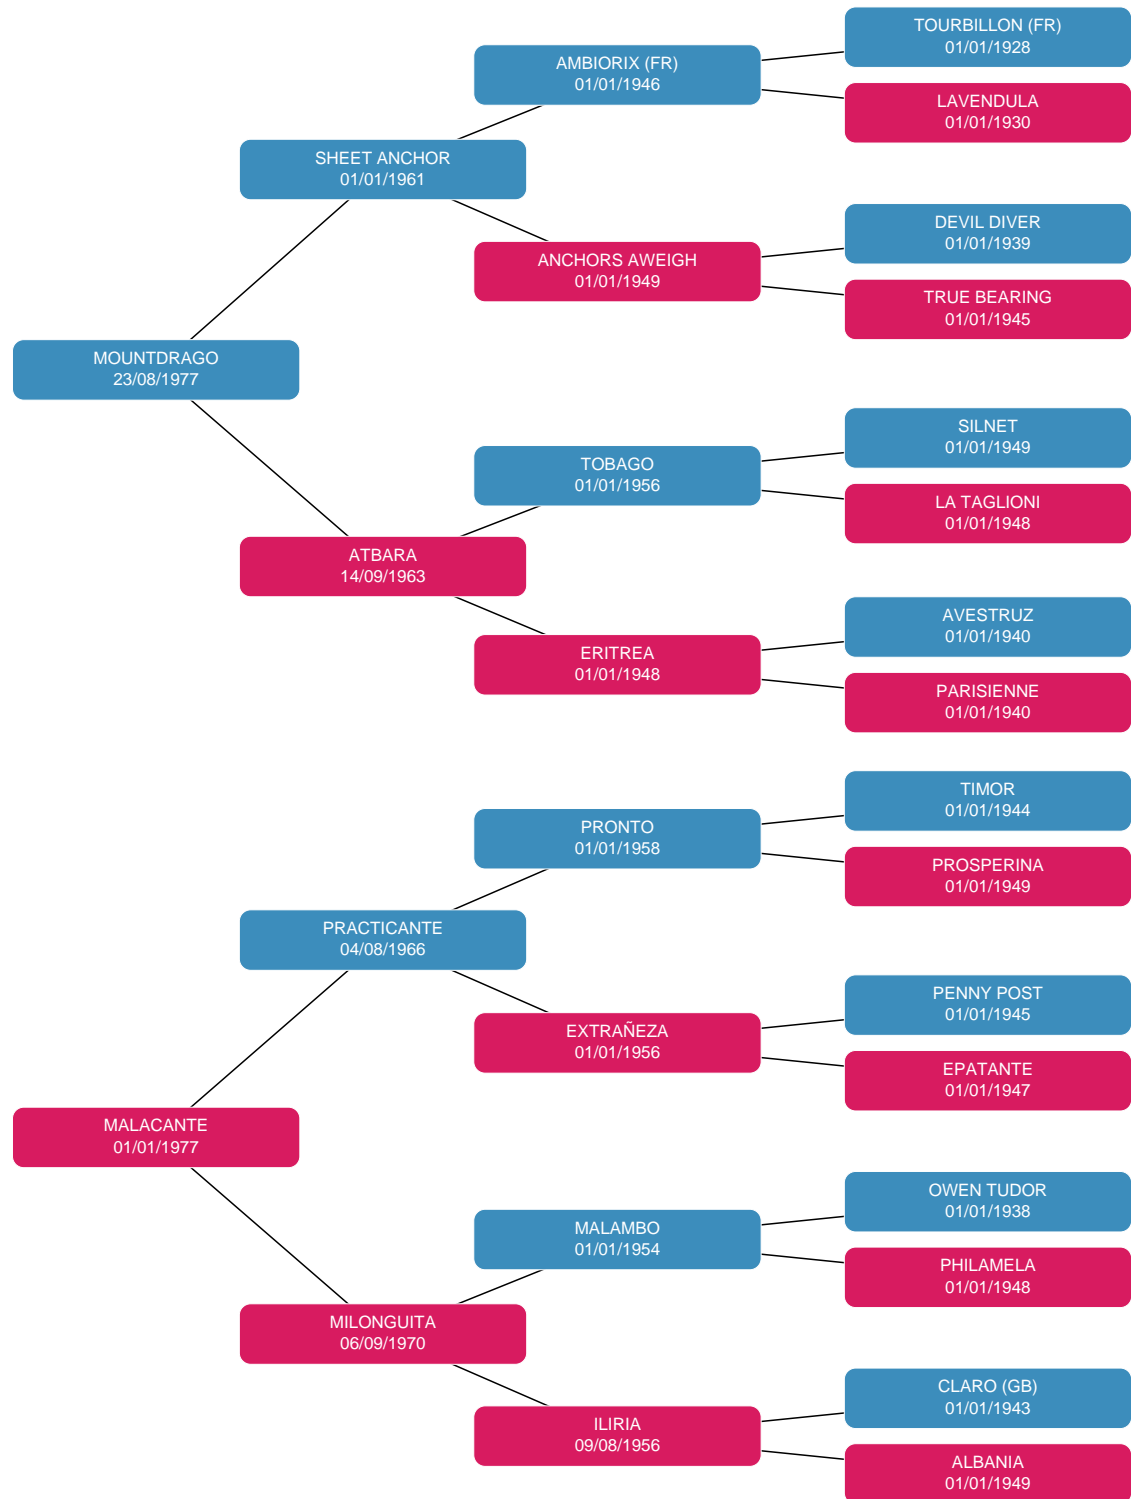 TOURBILLON (FR)
01/01/1928
AMBIORIX (FR)
01/01/1946
LAVENDULA
01/01/1930
SHEET ANCHOR
01/01/1961
DEVIL DIVER
01/01/1939
ANCHORS AWEIGH
01/01/1949
TRUE BEARING
01/01/1945
MOUNTDRAGO
23/08/1977
SILNET
01/01/1949
TOBAGO
01/01/1956
LA TAGLIONI
01/01/1948
ATBARA
14/09/1963
AVESTRUZ
01/01/1940
ERITREA
01/01/1948
PARISIENNE
01/01/1940
TIMOR
01/01/1944
PRONTO
01/01/1958
PROSPERINA
01/01/1949
PRACTICANTE
04/08/1966
PENNY POST
01/01/1945
EXTRAÑEZA
01/01/1956
EPATANTE
01/01/1947
MALACANTE
01/01/1977
OWEN TUDOR
01/01/1938
MALAMBO
01/01/1954
PHILAMELA
01/01/1948
MILONGUITA
06/09/1970
CLARO (GB)
01/01/1943
ILIRIA
09/08/1956
ALBANIA
01/01/1949